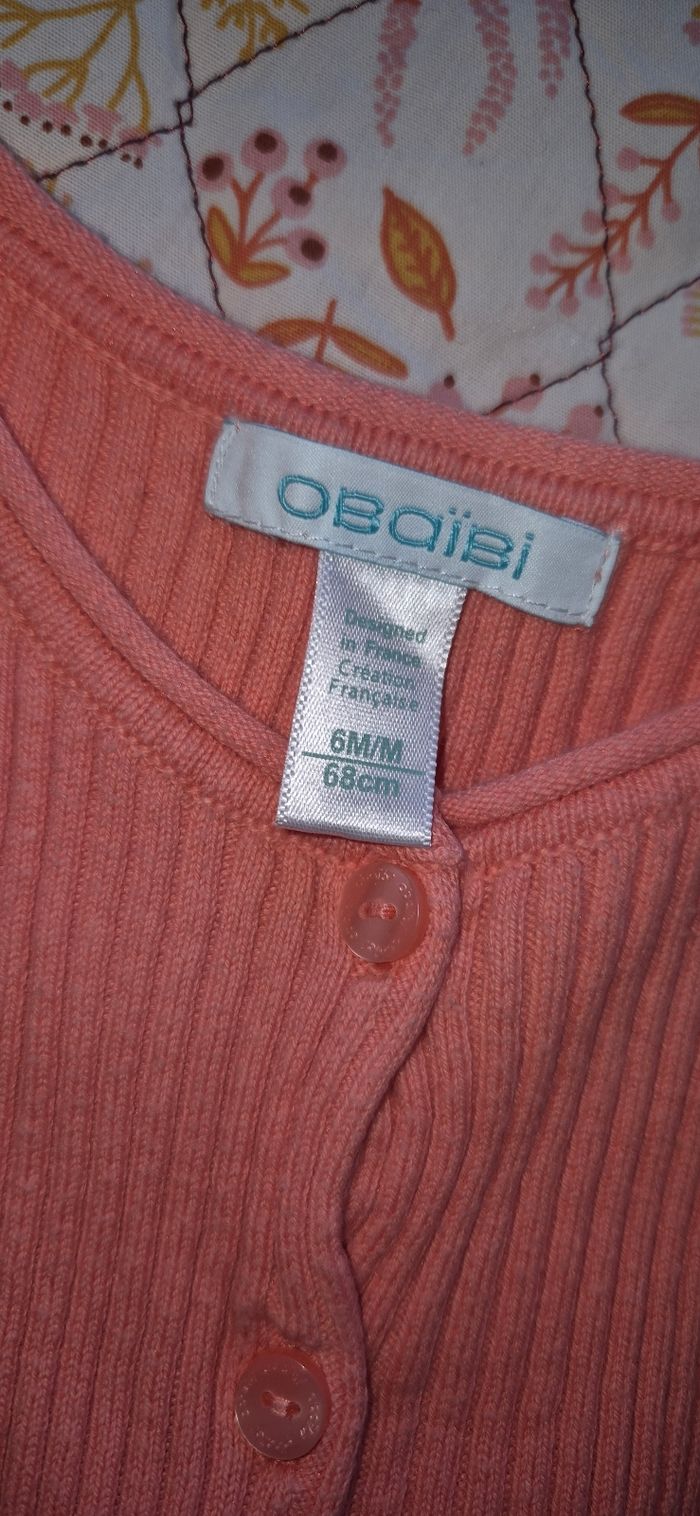 OBaïBi
Designed
in France
Création
Française
6M/M
68cm